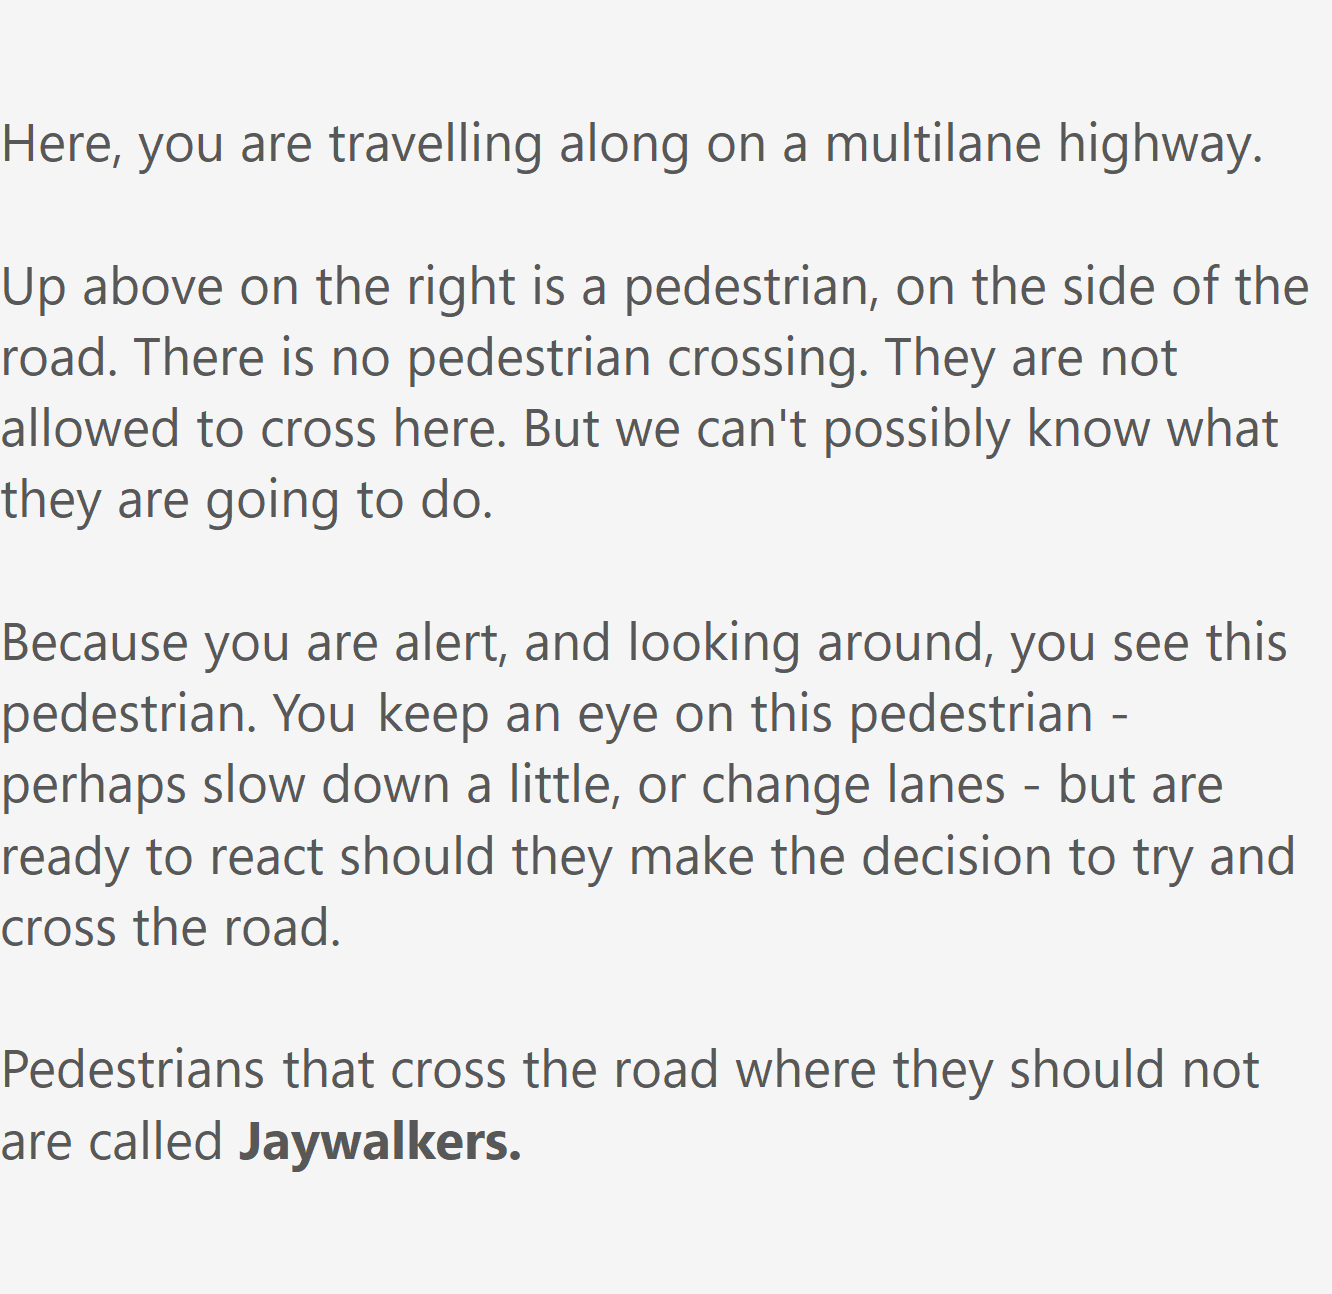 Here, you are travelling along on a multilane highway.
Up above on the right is a pedestrian, on the side of the
road. There is no pedestrian crossing. They are not
allowed to cross here. But we can't possibly know what
they are going to do.
Because you are alert, and looking around, you see this
pedestrian. You keep an eye on this pedestrian -
perhaps slow down a little, or change lanes - but are
ready to react should they make the decision to try and
cross the road.
Pedestrians that cross the road where they should not
are called Jaywalkers.